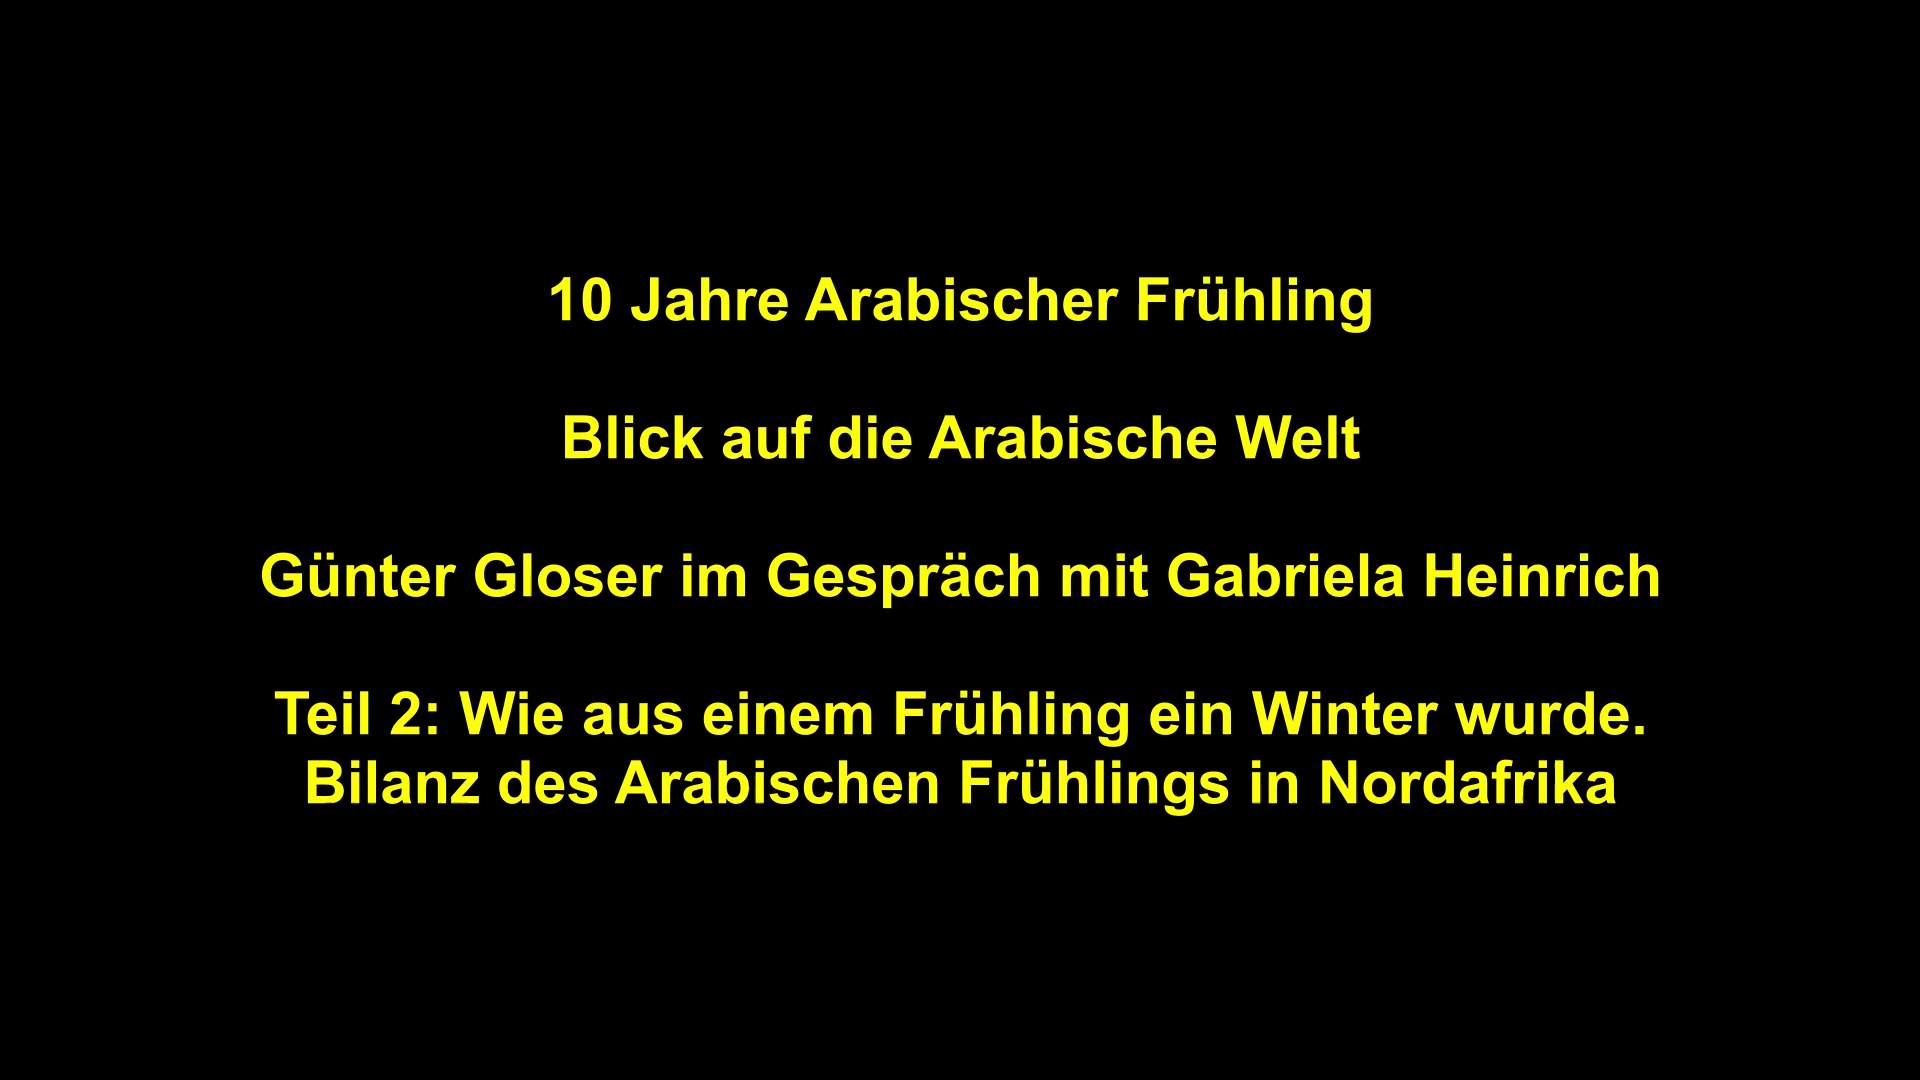 10 Jahre Arabischer Frühling
Blick auf die Arabische Welt
Günter Gloser im Gespräch mit Gabriela Heinrich
Teil 2: Wie aus einem Frühling ein Winter wurde.
Bilanz des Arabischen Frühlings in Nordafrika